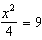 x²/4 = 9